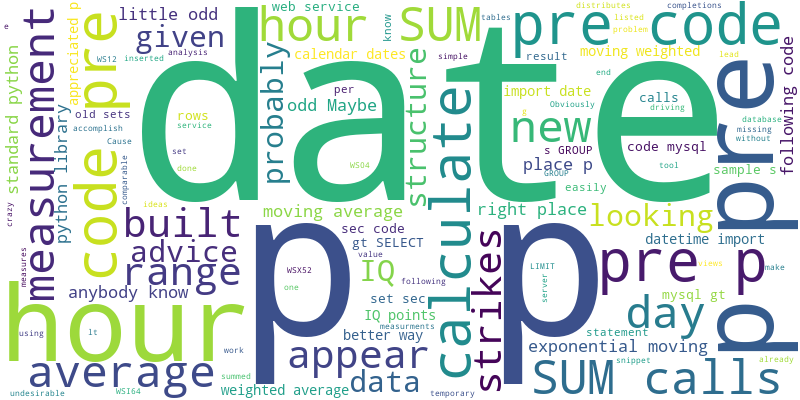 date
p
p
hour
pre code
SUM
hour
web service
little odd
given
e
standard python
measurement
python library
code pre
appreciated p
WS12
inserted
analysis
old sets
accomplish
Cause
comparable
crazy
measures
ideas
know
calendar dates
per
odd Maybe
probably
rows
service
set
done
WSO4
structure
calculate
tables
simple
result
distributes
listed
problem
completions
moving weighted
lead
end
import date
Obviously
calls
driving
new
s GROUP
place p
GROUP
easily
code mysql
tool
database
missing
without
sample s
following code
pre
p
built
advice
range
anybody know
moving average
sec code
gt SELECT
value
WSX52
one
IQ
following
set sec
IQ points
measurments
better way
right place
g
looking
datetime import
LIMIT
server
pre p
views
make
mysql gt
day
statement
exponential moving
snippet
already
SUM calls
strikes
appear
data
weighted average
temporary
summed
work
using
lt
average
undesirable
WSI64